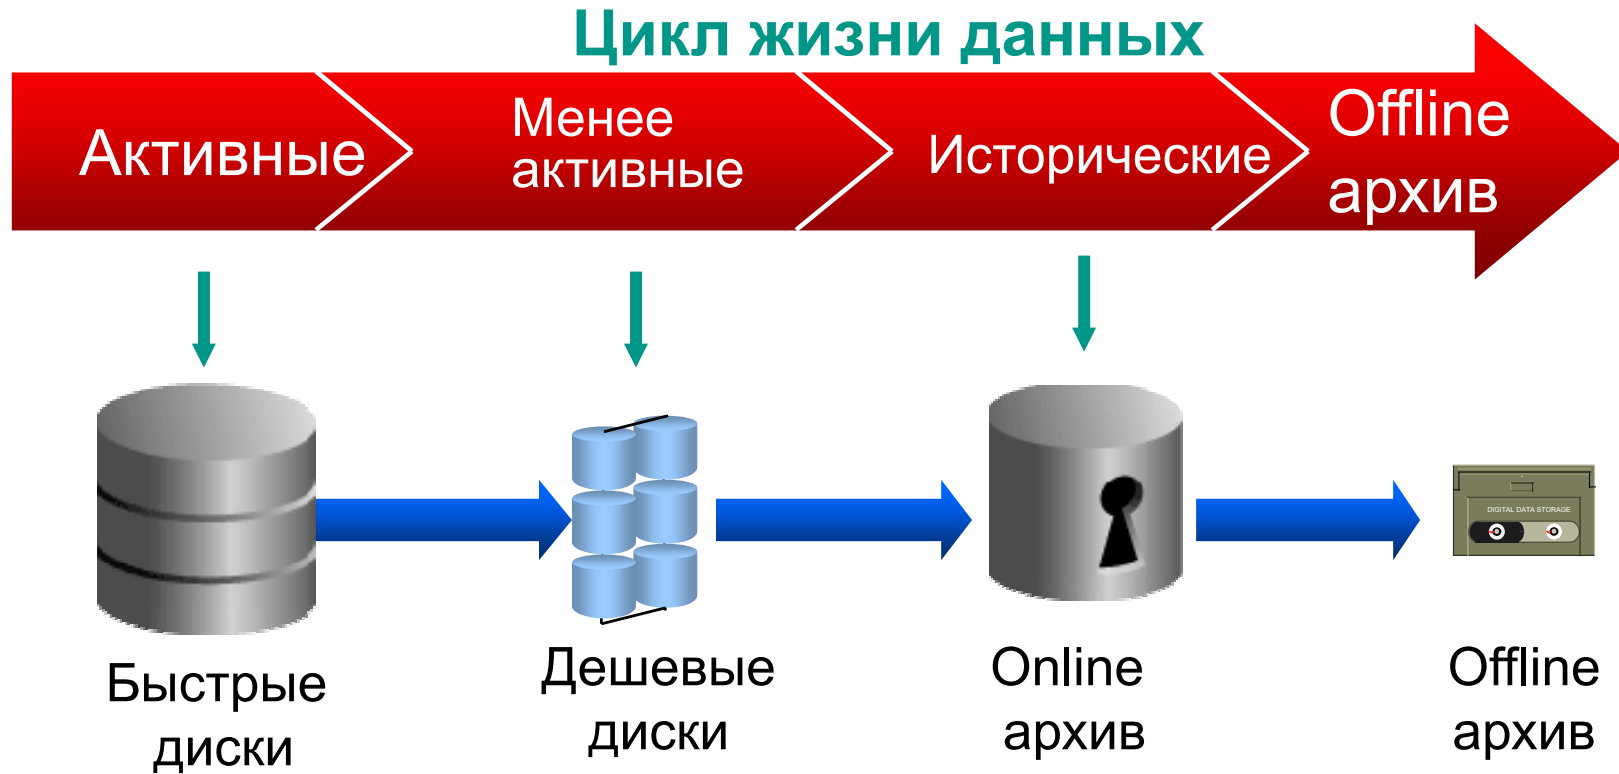 Цикл жизни данных
Активные
Менее
активные
Исторические
Offline
архив
DIGITAL DATA STORAGE
Быстрые
диски
Дешевые
диски
Online
архив
Offline
архив